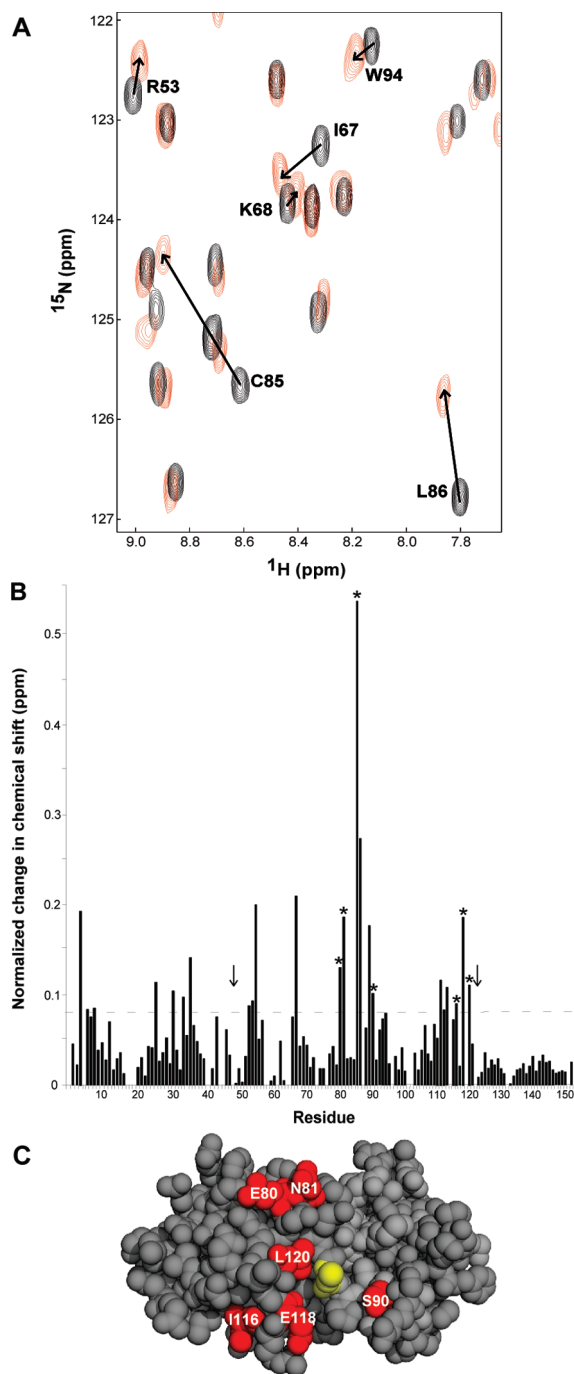 A
122
123
124
125
126
127
15N (ppm)
R53
W94
I67
K68
C85
L86
9.0 8.6 8.4 8.2 8.0 7.8
1H (ppm)
B
Normalized change in chemical shift (ppm)
0.5
0.4
0.3
0.2
0.1
0
*
*
*
*
*
*
*
10 20 30 40 50 60 70 80 90 100 110 120 130 140 150
Residue
C
E80 N81
L120
S90
I116 E118